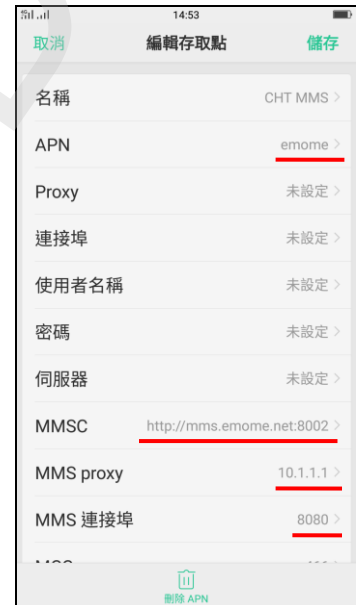 14:53
取消 編輯存取點 儲存
名稱 CHT MMS
APN emome
Proxy 未設定
連接埠 未設定
使用者名稱 未設定
密碼 未設定
伺服器 未設定
MMSC http://mms.emome.net:8002
MMS proxy 10.1.1.1
MMS 連接埠 8080
刪除 APN